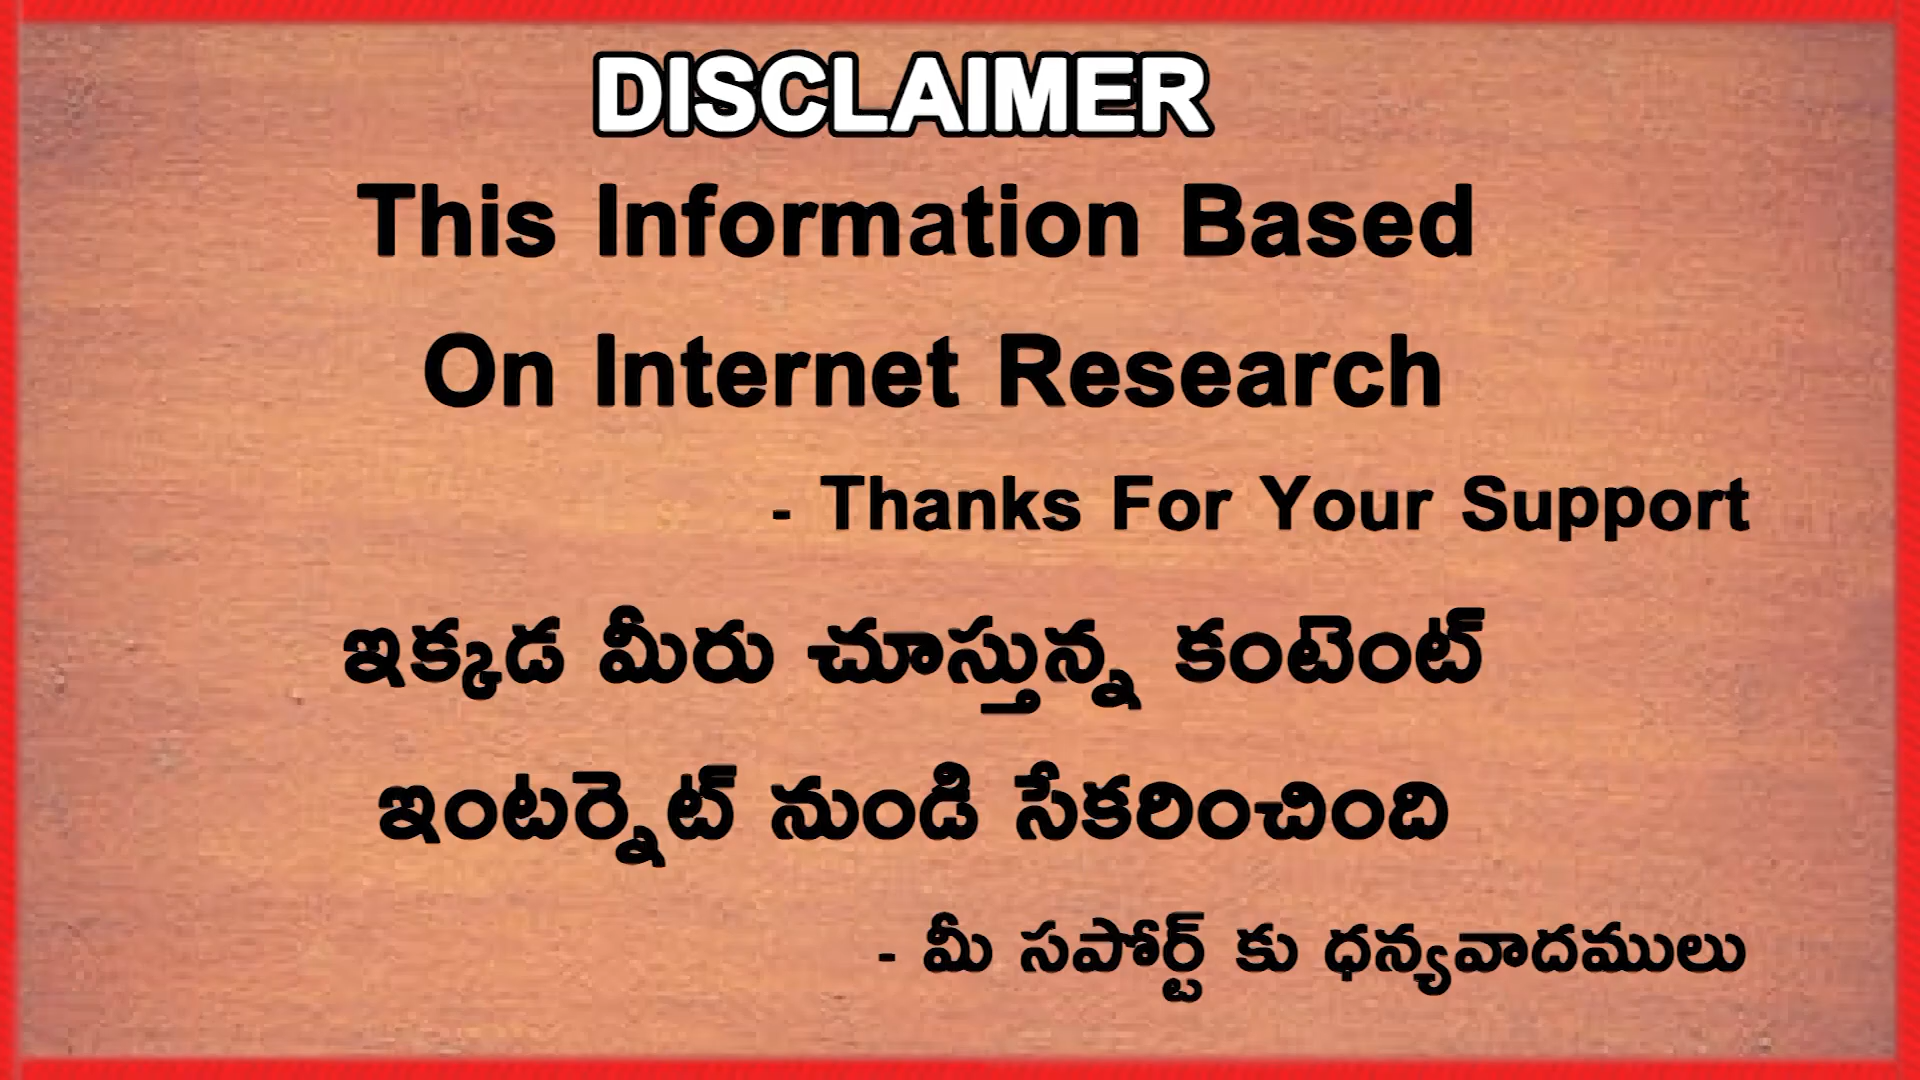 DISCLAIMER
This Information Based
On Internet Research
- Thanks For Your Support
ఇక్కడ మీరు చూస్తున్న కంటెంట్
ఇంటర్నెట్ నుండి సేకరించింది
- మీ సపోర్ట్ కు ధన్యవాదములు